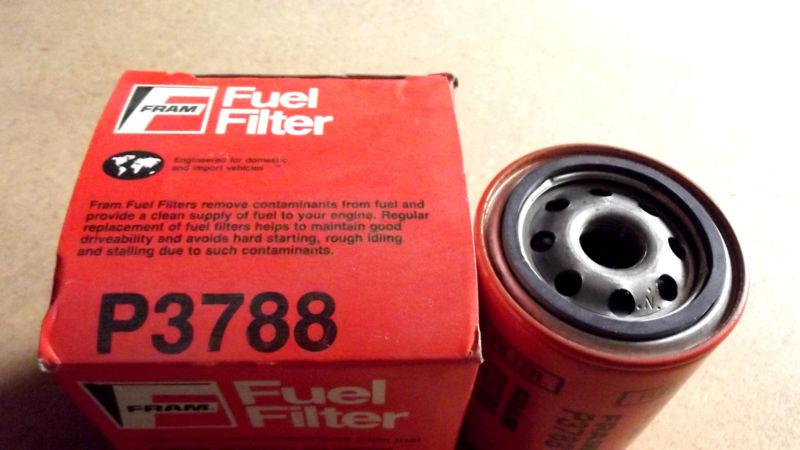 FRAM
Fuel
Filter
Engineered for domestic
and import vehicles
Fram Fuel Filters remove contaminants from fuel and
provide a clean supply of fuel to your engine. Regular
replacement of fuel filters helps to maintain good
driveability and avoids hard starting, rough idling
and stalling due to such contaminants.
P3788
FRAM
Fuel
Filter
FILTER
FRAM
P3788